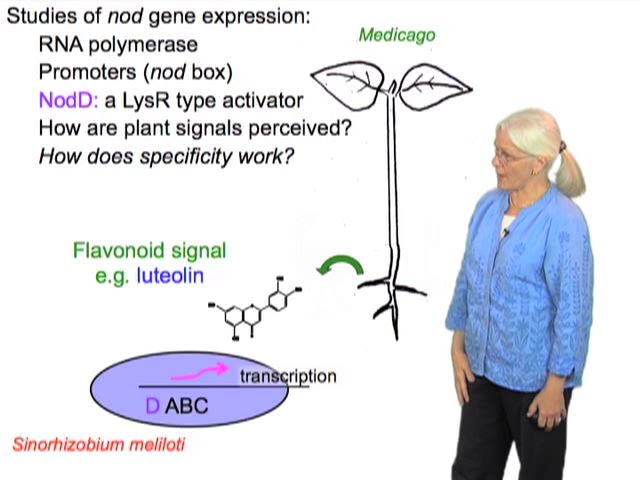 Studies of nod gene expression:
RNA polymerase
Promoters (nod box)
NodD: a LysR type activator
How are plant signals perceived?
How does specificity work?
Medicago
Flavonoid signal
e.g. luteolin
transcription
D ABC
Sinorhizobium meliloti